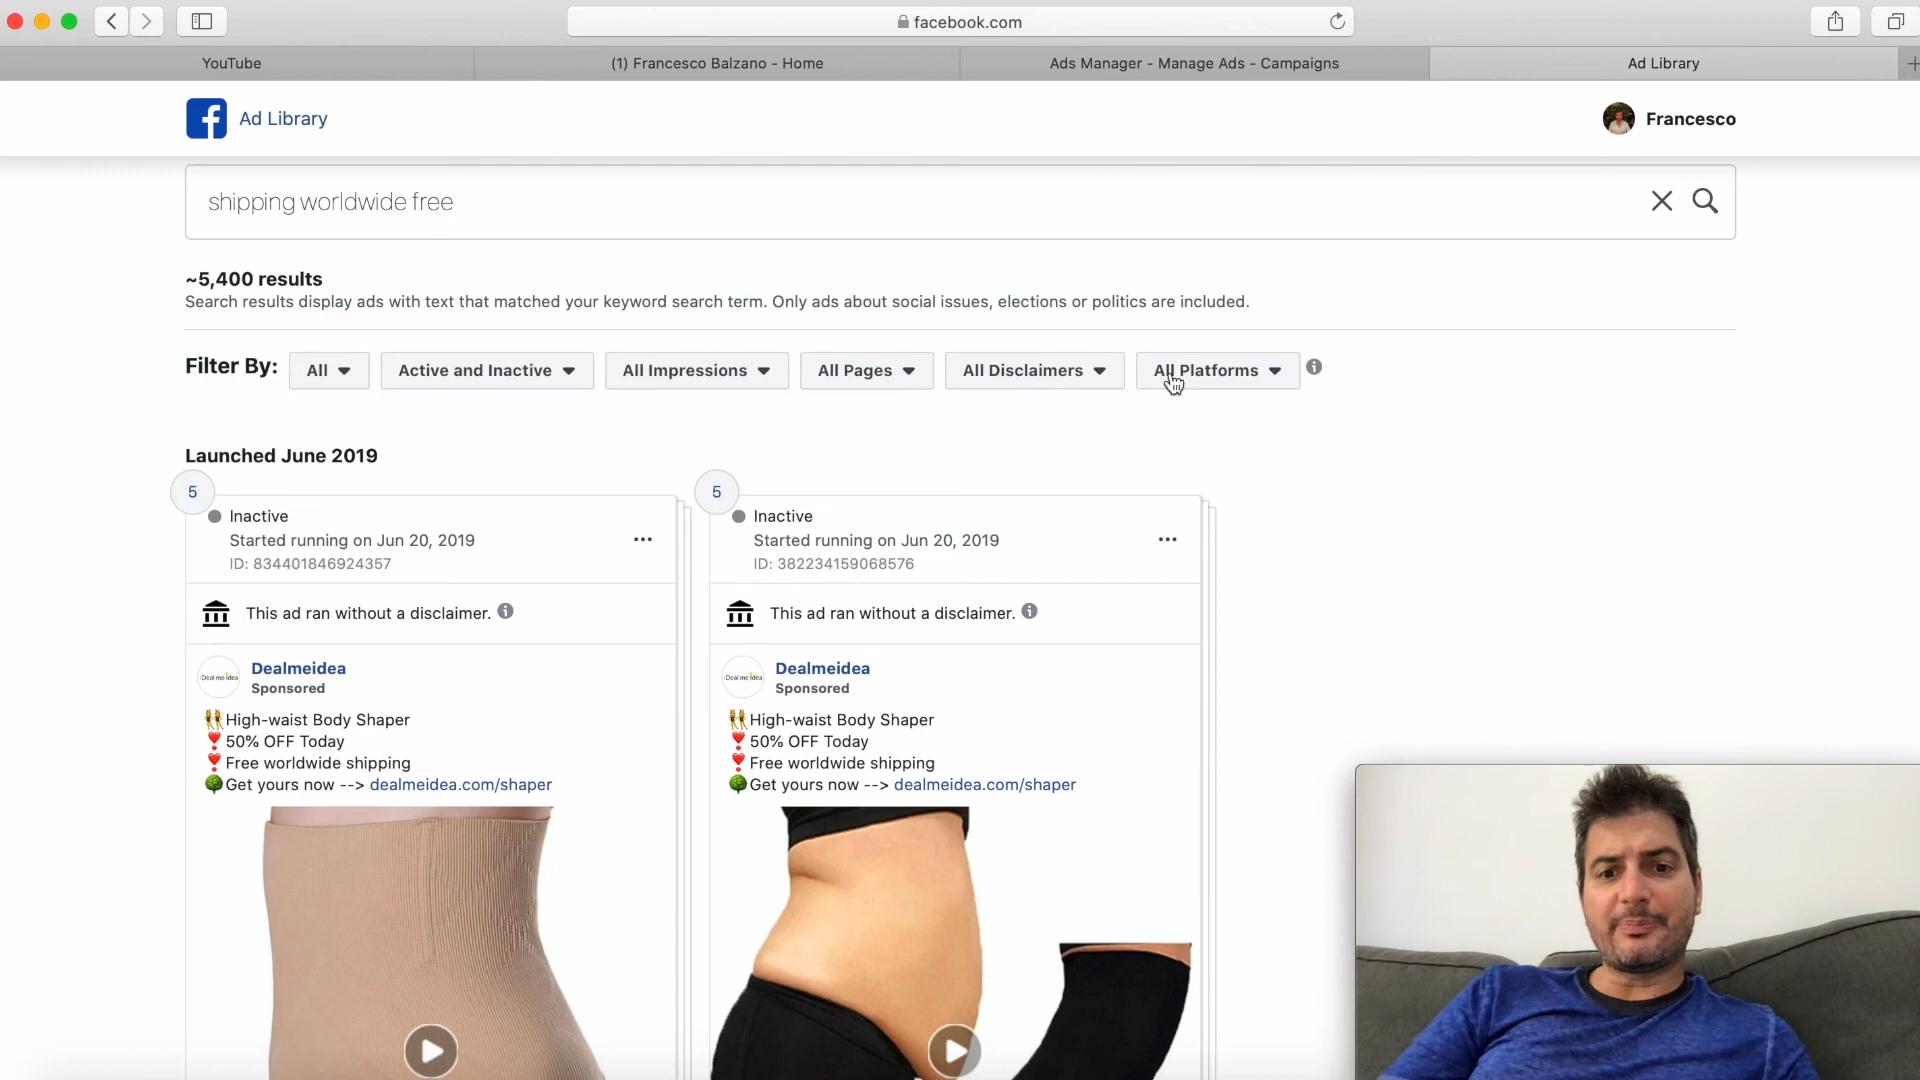 facebook.com
YouTube
(1) Francesco Balzano - Home
Ads Manager - Manage Ads - Campaigns
Ad Library
Ad Library
Francesco
shipping worldwide free
~5,400 results
Search results display ads with text that matched your keyword search term. Only ads about social issues, elections or politics are included.
Filter By:
All
Active and Inactive
All Impressions
All Pages
All Disclaimers
All Platforms
Launched June 2019
5
Inactive
Started running on Jun 20, 2019
ID: 834401846924357
This ad ran without a disclaimer.
Deal me idea
Dealmeidea
Sponsored
High-waist Body Shaper
50% OFF Today
Free worldwide shipping
Get yours now --> dealmeidea.com/shaper
5
Inactive
Started running on Jun 20, 2019
ID: 382234159068576
This ad ran without a disclaimer.
Deal me idea
Dealmeidea
Sponsored
High-waist Body Shaper
50% OFF Today
Free worldwide shipping
Get yours now --> dealmeidea.com/shaper